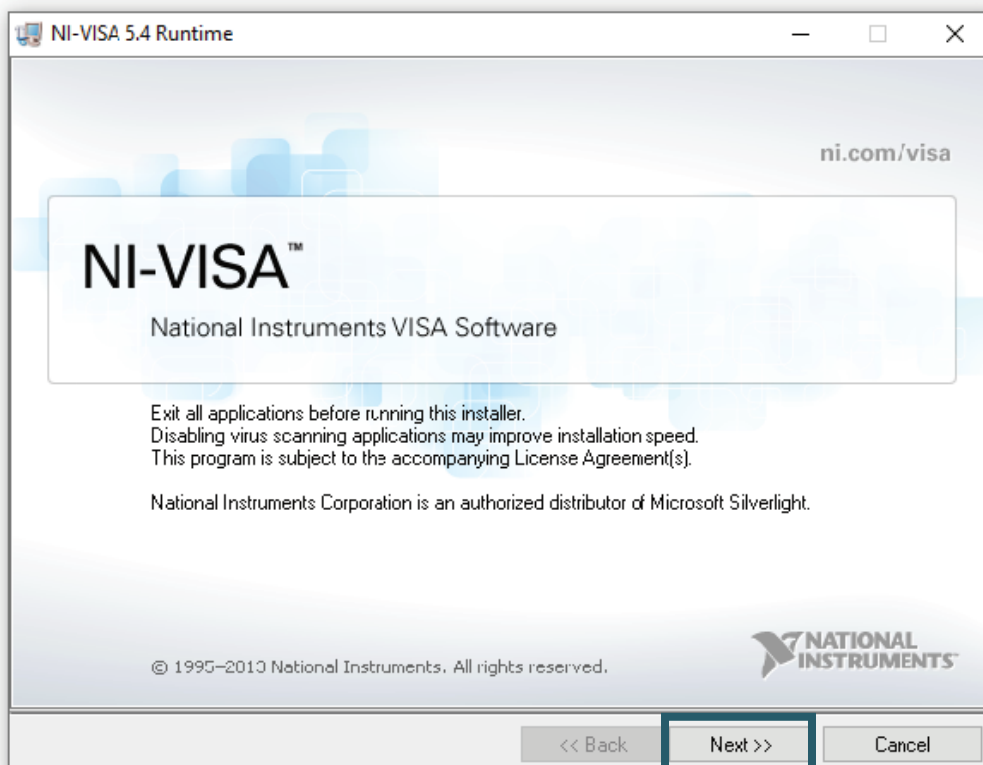 NI-VISA 5.4 Runtime
ni.com/visa
NI-VISA™
National Instruments VISA Software
Exit all applications before running this installer.
Disabling virus scanning applications may improve installation speed.
This program is subject to the accompanying License Agreement(s).
National Instruments Corporation is an authorized distributor of Microsoft Silverlight.
© 1995–2013 National Instruments. All rights reserved.
NATIONAL
INSTRUMENTS™
<< Back Next >> Cancel